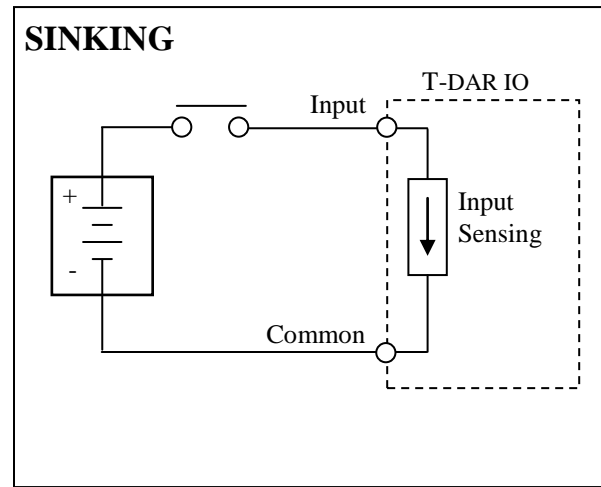 SINKING
T-DAR IO
Input
+
Input
Sensing
-
Common